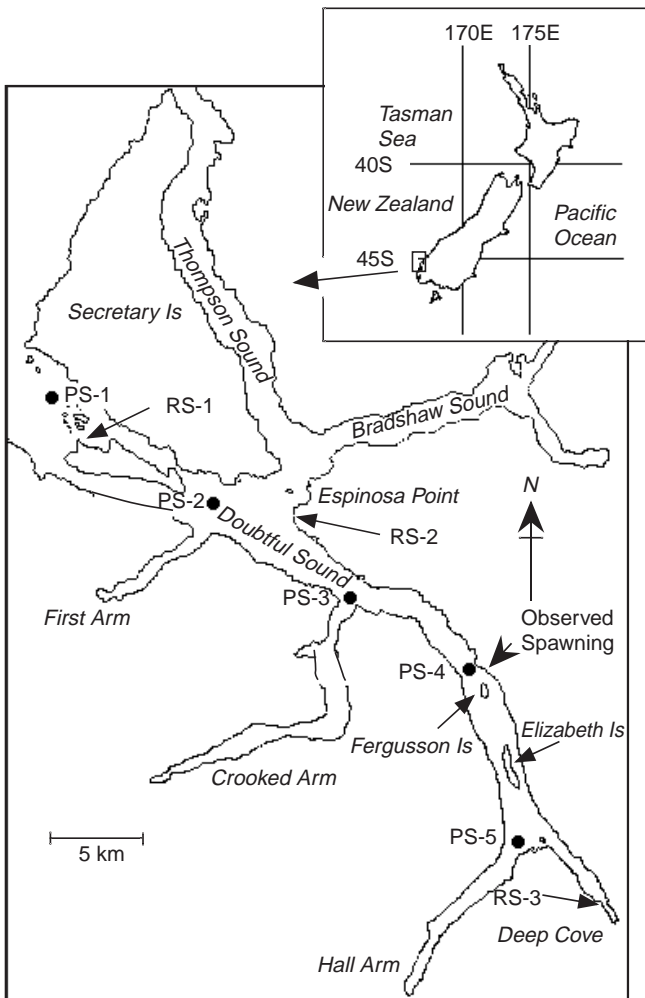 170E 175E
Tasman
Sea
40S
New Zealand
Pacific
Ocean
45S
Thompson Sound
Secretary Is
PS-1
RS-1
Bradshaw Sound
PS-2
Espinosa Point
N
Doubtful Sound
RS-2
PS-3
First Arm
Observed
Spawning
PS-4
Fergusson Is
Elizabeth Is
Crooked Arm
5 km
PS-5
RS-3
Deep Cove
Hall Arm